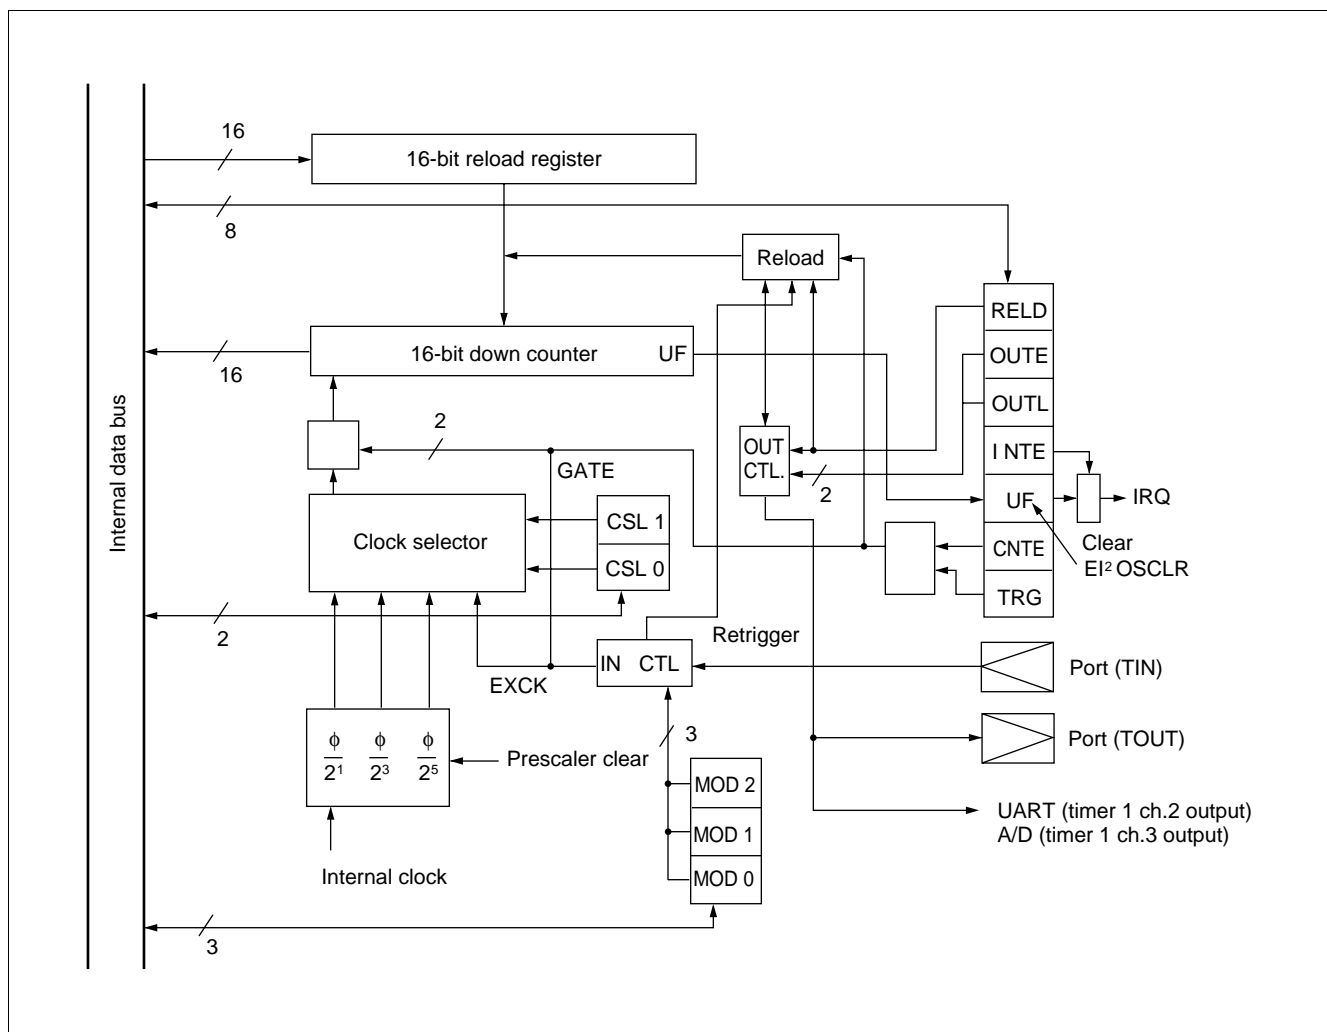 16
16-bit reload register
8
Reload
RELD
16-bit down counter UF
OUTE
16
OUTL
Internal data bus
2
OUT
CTL.
I NTE
GATE
2
UF
IRQ
CSL 1
Clock selector
CSL 0
CNTE
Clear
EI² OSCLR
TRG
2
Retrigger
IN CTL
Port (TIN)
EXCK
3
Port (TOUT)
ϕ
2¹
ϕ
2³
ϕ
2⁵
Prescaler clear
MOD 2
UART (timer 1 ch.2 output)
A/D (timer 1 ch.3 output)
MOD 1
Internal clock
MOD 0
3